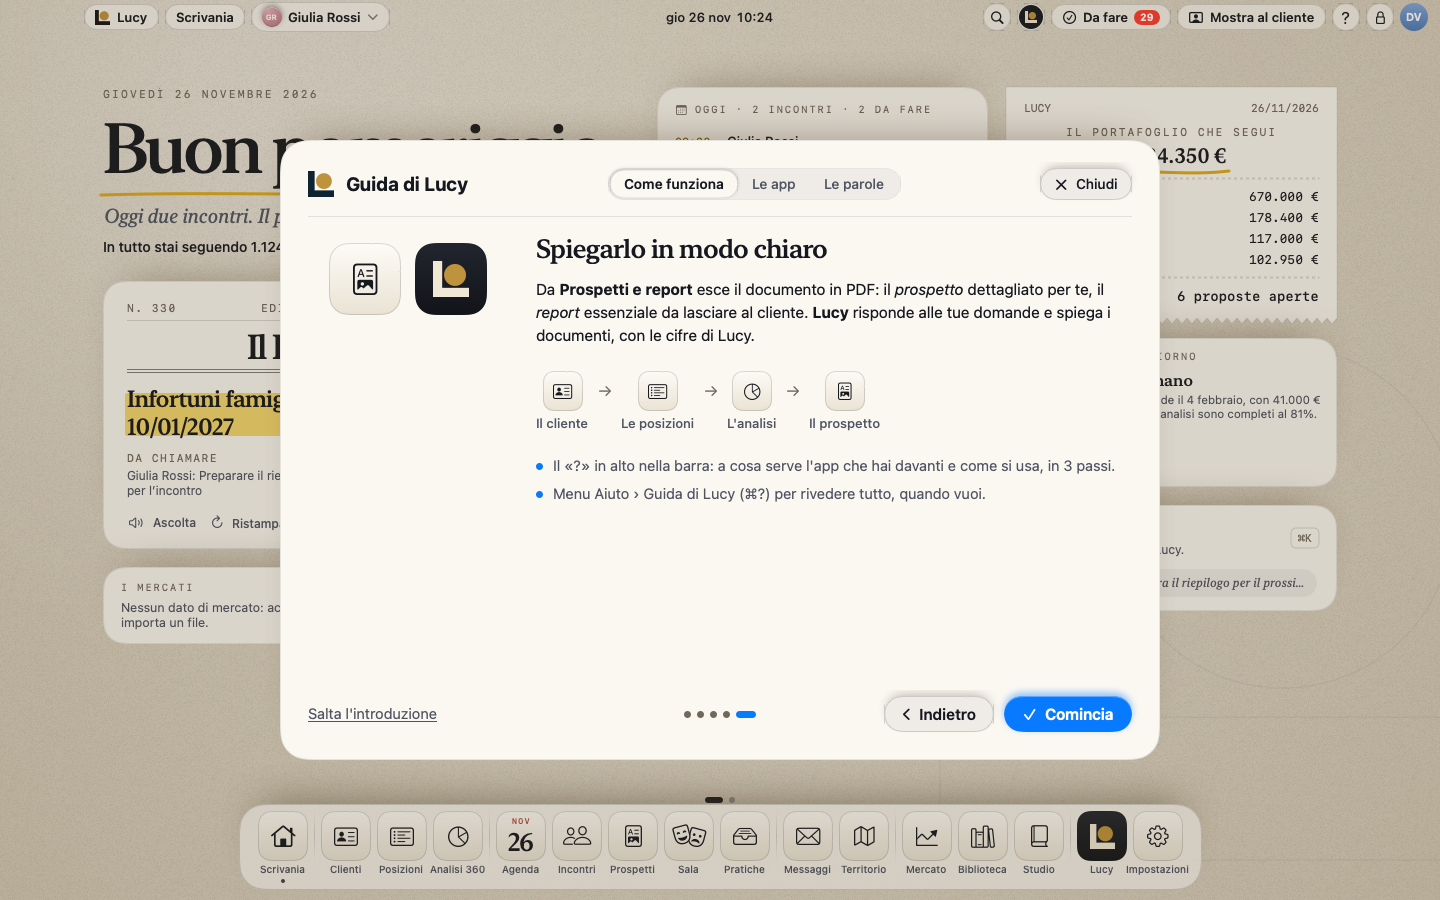 Lucy
Scrivania
GR
Giulia Rossi
gio 26 nov 10:24
Da fare
29
Mostra al cliente
?
DV
GIOVEDÌ 26 NOVEMBRE 2026
Buon
In tutto stai seguendo 1.124
Oggi due incontri. Il
N. 330
Infortuni famig
10/01/2027
DA CHIAMARE
Giulia Rossi: Preparare il rie
per l'incontro
Ascolta
Ristampa
I MERCATI
Nessun dato di mercato: ac
importa un file.
OGGI · 2 INCONTRI · 2 DA FARE
LUCY
26/11/2026
IL PORTAFOGLIO CHE SEGUI
4.350 €
670.000 €
178.400 €
117.000 €
102.950 €
6 proposte aperte
de il 4 febbraio, con 41.000 €
analisi sono completi al 81%.
⌘K
ra il riepilogo per il prossi...
Guida di Lucy
Come funziona
Le app
Le parole
Chiudi
Spiegarlo in modo chiaro
Da Prospetti e report esce il documento in PDF: il prospetto dettagliato per te, il
report essenziale da lasciare al cliente. Lucy risponde alle tue domande e spiega i
documenti, con le cifre di Lucy.
Il cliente
Le posizioni
L'analisi
Il prospetto
Il «?» in alto nella barra: a cosa serve l'app che hai davanti e come si usa, in 3 passi.
Menu Aiuto › Guida di Lucy (⌘?) per rivedere tutto, quando vuoi.
Salta l'introduzione
Indietro
Comincia
NOV
26
Scrivania
Clienti
Posizioni
Analisi 360
Agenda
Incontri
Prospetti
Sala
Pratiche
Messaggi
Territorio
Mercato
Biblioteca
Studio
Lucy
Impostazioni